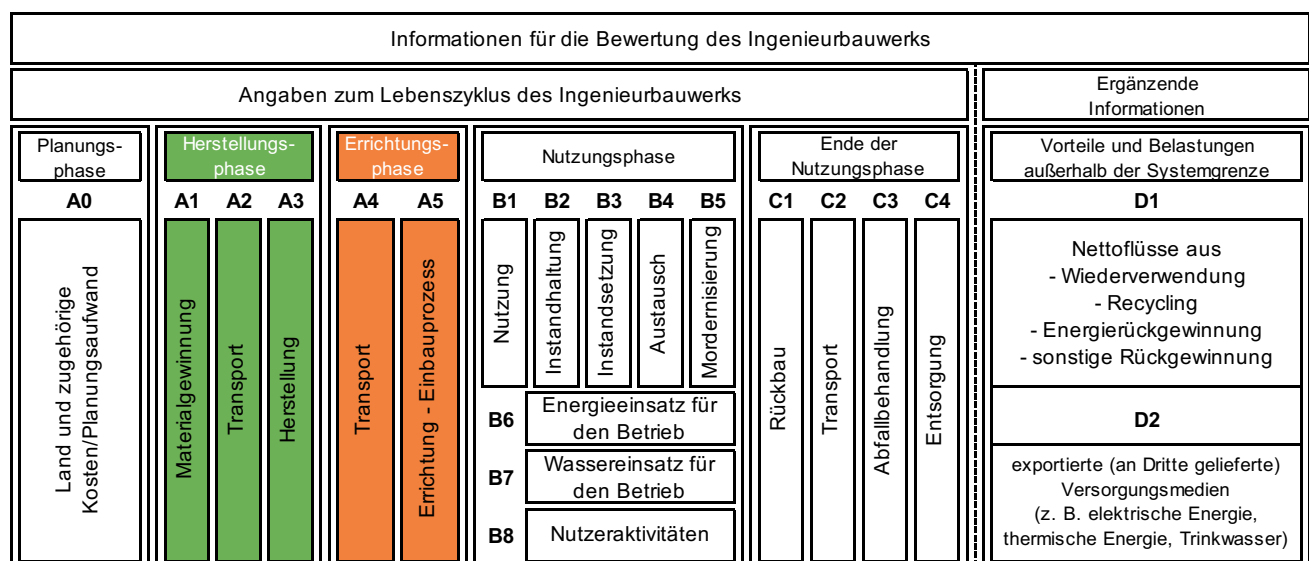 Informationen für die Bewertung des Ingenieurbauwerks
Angaben zum Lebenszyklus des Ingenieurbauwerks
Ergänzende
Informationen
Planungs-
phase
Herstellungs-
phase
Errichtungs-
phase
Nutzungsphase
Ende der
Nutzungsphase
Vorteile und Belastungen
außerhalb der Systemgrenze
A0
A1
A2
A3
A4
A5
B1
B2
B3
B4
B5
C1
C2
C3
C4
D1
Land und zugehörige
Kosten/Planungsaufwand
Materialgewinnung
Transport
Herstellung
Transport
Errichtung - Einbauprozess
Nutzung
Instandhaltung
Instandsetzung
Austausch
Mordernisierung
B6
Energieeinsatz für
den Betrieb
B7
Wassereinsatz für
den Betrieb
B8
Nutzeraktivitäten
Rückbau
Transport
Abfallbehandlung
Entsorgung
Nettoflüsse aus
- Wiederverwendung
- Recycling
- Energierückgewinnung
- sonstige Rückgewinnung
D2
exportierte (an Dritte gelieferte)
Versorgungsmedien
(z. B. elektrische Energie,
thermische Energie, Trinkwasser)